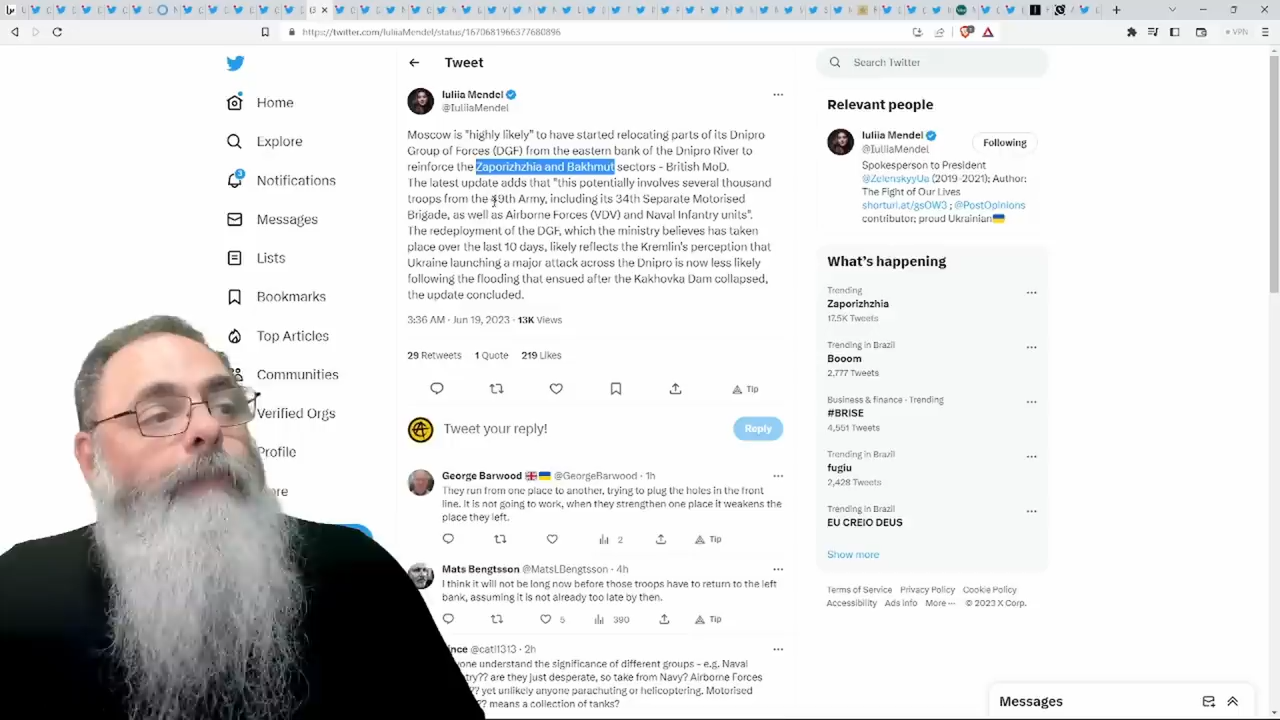 https://twitter.com/IuliiaMendel/status/1670681966377680896
VPN
Home
Explore
3
Notifications
Messages
Lists
Bookmarks
Top Articles
Communities
Verified Orgs
Profile
Tweet
Iuliia Mendel
@IuliiaMendel
Moscow is "highly likely" to have started relocating parts of its Dnipro
Group of Forces (DGF) from the eastern bank of the Dnipro River to
reinforce the Zaporizhzhia and Bakhmut sectors - British MoD.
The latest update adds that "this potentially involves several thousand
troops from the 49th Army, including its 34th Separate Motorised
Brigade, as well as Airborne Forces (VDV) and Naval Infantry units".
The redeployment of the DGF, which the ministry believes has taken
place over the last 10 days, likely reflects the Kremlin's perception that
Ukraine launching a major attack across the Dnipro is now less likely
following the flooding that ensued after the Kakhovka Dam collapsed,
the update concluded.
3:36 AM · Jun 19, 2023 · 13K Views
29 Retweets 1 Quote 219 Likes
Tip
Tweet your reply!
Reply
George Barwood @GeorgeBarwood · 1h
They run from one place to another, trying to plug the holes in the front
line. It is not going to work, when they strengthen one place it weakens the
place they left.
2 Tip
Mats Bengtsson @MatsLBengtsson · 4h
I think it will not be long now before those troops have to return to the left
bank, assuming it is not already too late by then.
5 390 Tip
@catl1313 · 2h
understand the significance of different groups - e.g. Naval
?? are they just desperate, so take from Navy? Airborne Forces
?? yet unlikely anyone parachuting or helicoptering. Motorised
?? means a collection of tanks?
Search Twitter
Relevant people
Iuliia Mendel
@IuliiaMendel
Following
Spokesperson to President
@ZelenskyyUa (2019-2021); Author:
The Fight of Our Lives
shorturl.at/gsOW3 ; @PostOpinions
contributor; proud Ukrainian
What's happening
Trending
Zaporizhzhia
17.5K Tweets
Trending in Brazil
Booom
2,777 Tweets
Business & finance · Trending
#BRISE
4,551 Tweets
Trending in Brazil
fugiu
2,428 Tweets
Trending in Brazil
EU CREIO DEUS
Show more
Terms of Service Privacy Policy Cookie Policy
Accessibility Ads info More ··· © 2023 X Corp.
Messages